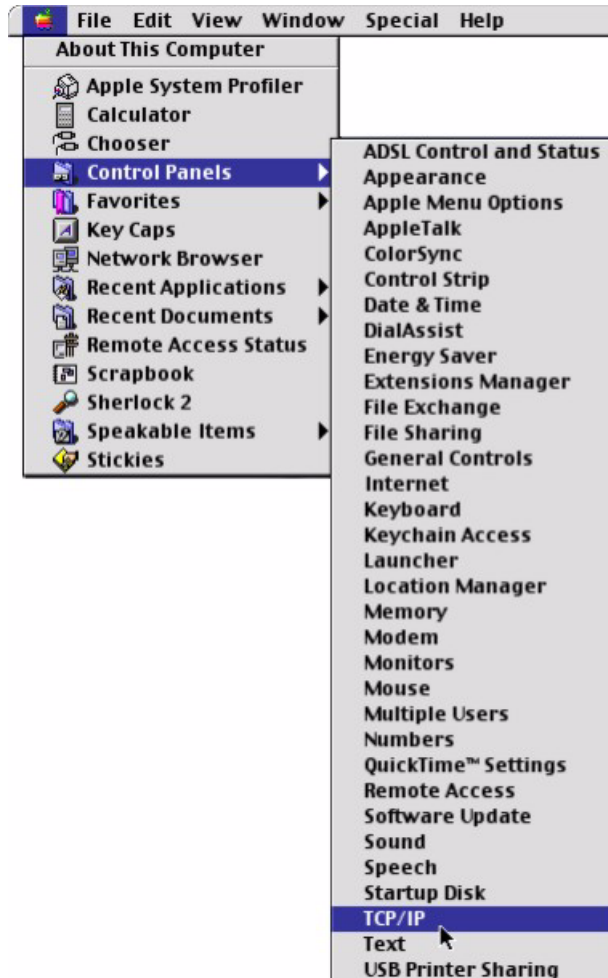 File Edit View Window Special Help
About This Computer
Apple System Profiler
Calculator
Chooser
Control Panels
Favorites
Key Caps
Network Browser
Recent Applications
Recent Documents
Remote Access Status
Scrapbook
Sherlock 2
Speakable Items
Stickies
ADSL Control and Status
Appearance
Apple Menu Options
AppleTalk
ColorSync
Control Strip
Date & Time
DialAssist
Energy Saver
Extensions Manager
File Exchange
File Sharing
General Controls
Internet
Keyboard
Keychain Access
Launcher
Location Manager
Memory
Modem
Monitors
Mouse
Multiple Users
Numbers
QuickTime™ Settings
Remote Access
Software Update
Sound
Speech
Startup Disk
TCP/IP
Text
USB Printer Sharing